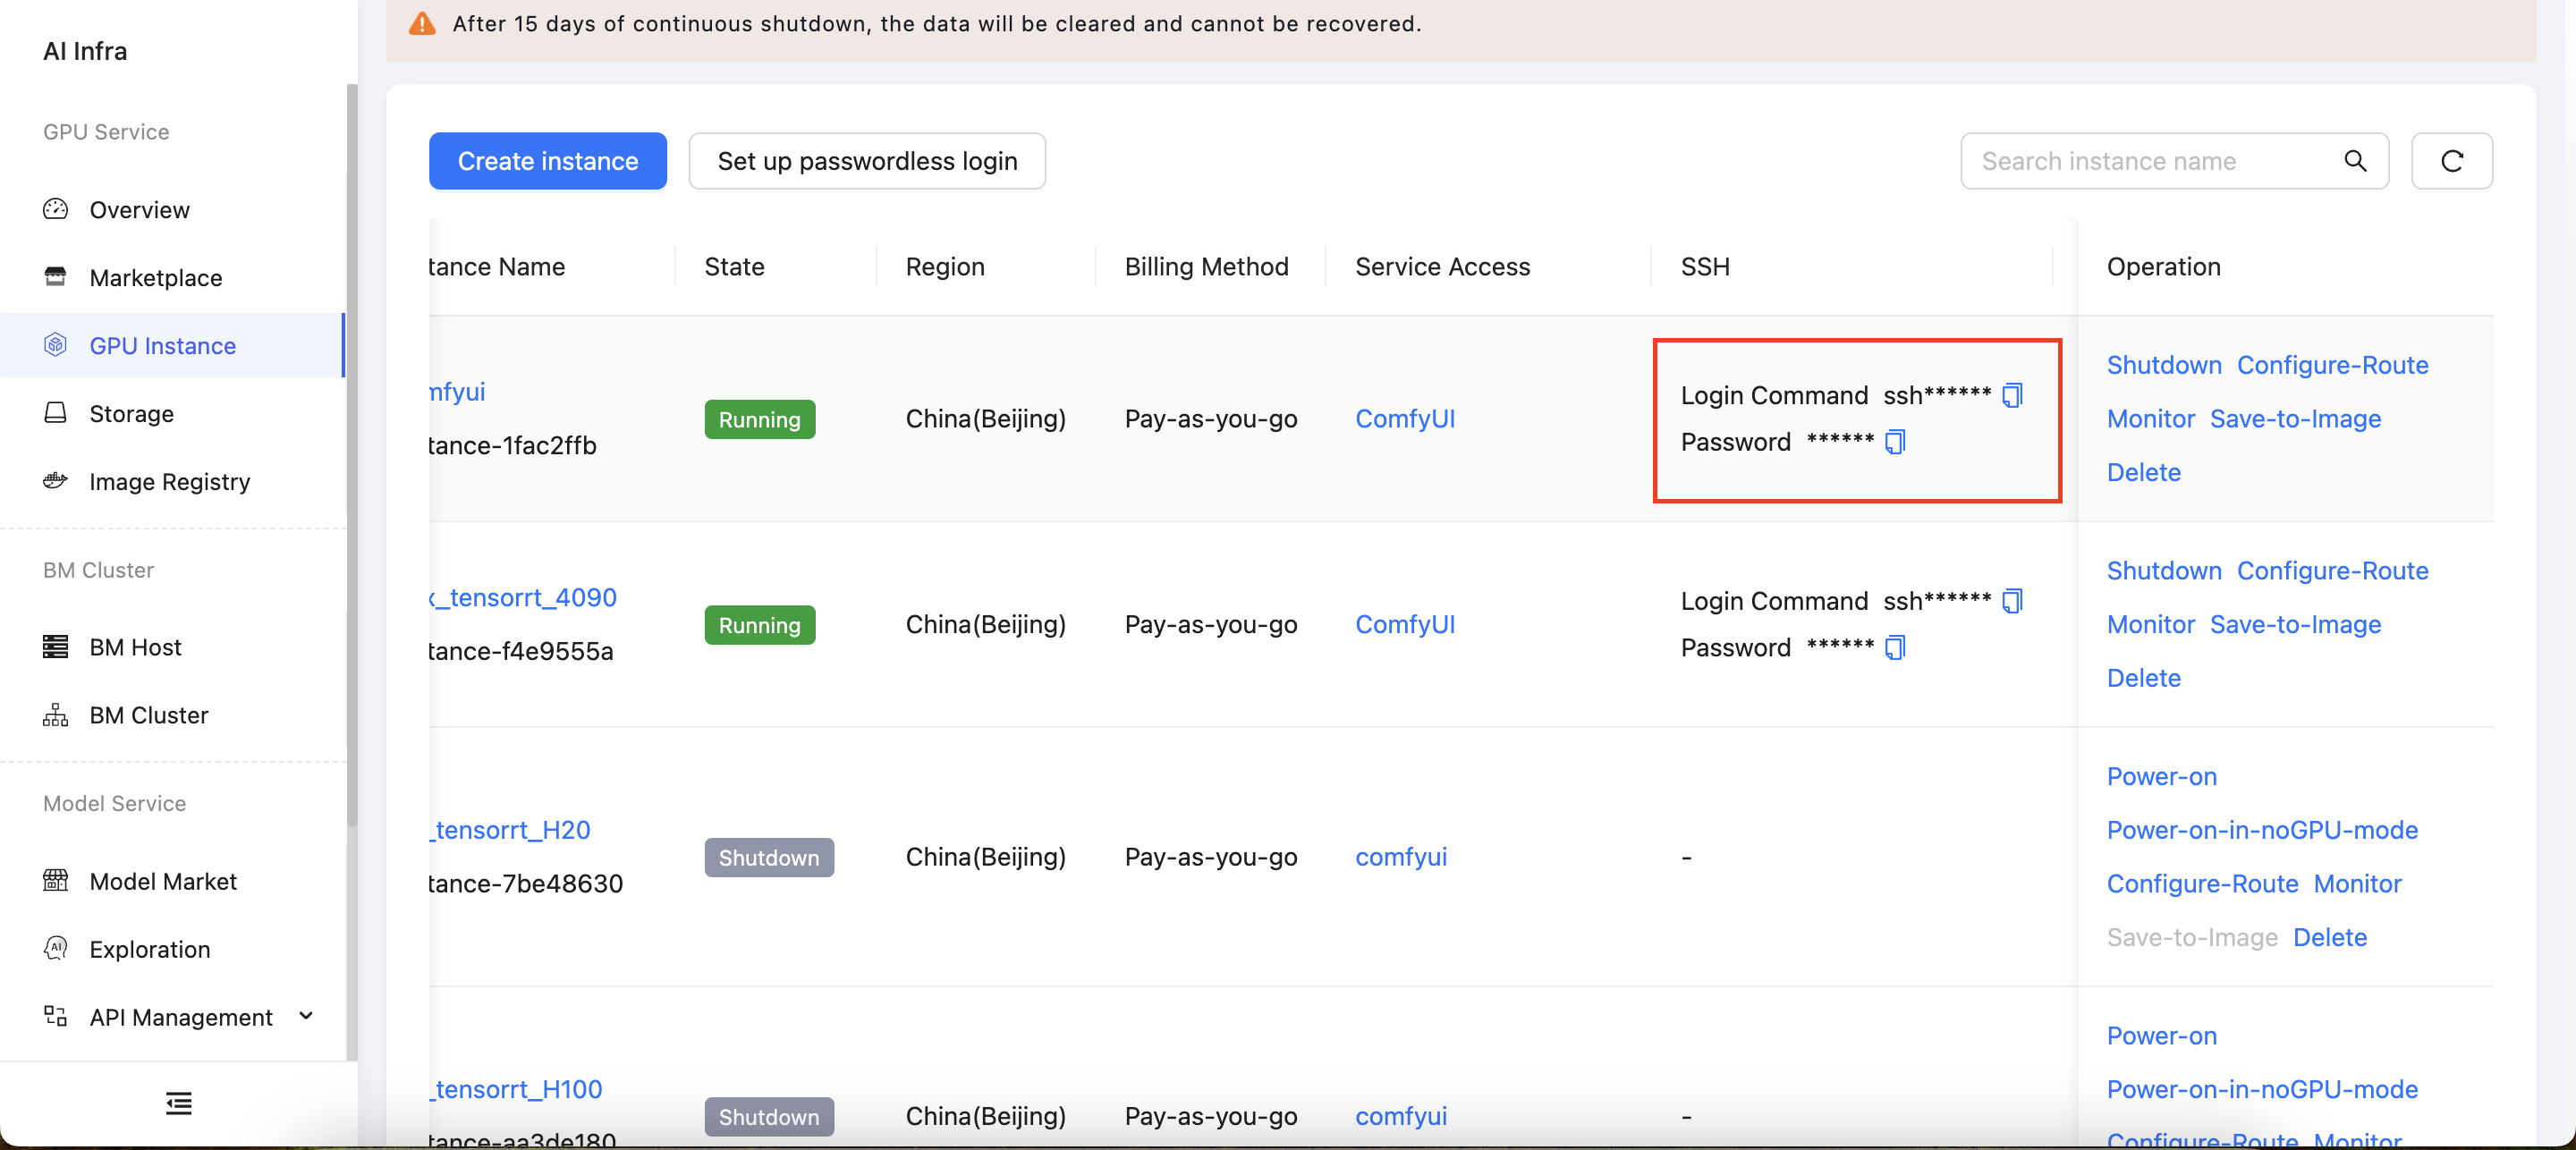 After 15 days of continuous shutdown, the data will be cleared and cannot be recovered.
AI Infra
GPU Service
Overview
Marketplace
GPU Instance
Storage
Image Registry
BM Cluster
BM Host
BM Cluster
Model Service
Model Market
Exploration
API Management
Create instance
Set up passwordless login
Search instance name
tance Name
State
Region
Billing Method
Service Access
SSH
Operation
mfyui
tance-1fac2ffb
Running
China(Beijing)
Pay-as-you-go
ComfyUI
Login Command ssh******
Password ******
Shutdown Configure-Route
Monitor Save-to-Image
Delete
x_tensorrt_4090
tance-f4e9555a
Running
China(Beijing)
Pay-as-you-go
ComfyUI
Login Command ssh******
Password ******
Shutdown Configure-Route
Monitor Save-to-Image
Delete
_tensorrt_H20
tance-7be48630
Shutdown
China(Beijing)
Pay-as-you-go
comfyui
-
Power-on
Power-on-in-noGPU-mode
Configure-Route Monitor
Save-to-Image Delete
_tensorrt_H100
tance-aa3de180
Shutdown
China(Beijing)
Pay-as-you-go
comfyui
-
Power-on
Power-on-in-noGPU-mode
Configure-Route Monitor